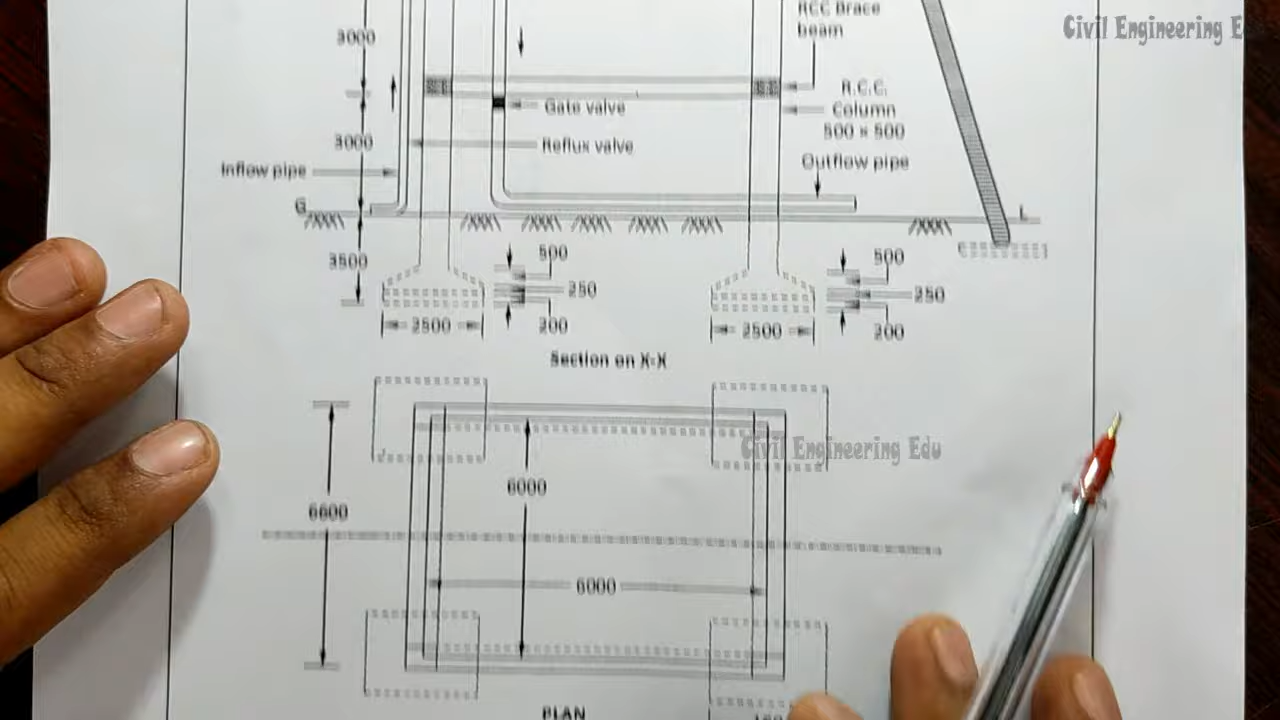 RCC Brace
beam
Civil Engineering E
3000
R.C.C.
Column
500 × 500
Gate valve
3000
Reflux valve
Outflow pipe
Inflow pipe
G
L
3500
500
250
200
500
250
200
2500
2500
Section on X-X
Civil Engineering Edu
6000
6600
6000
PLAN